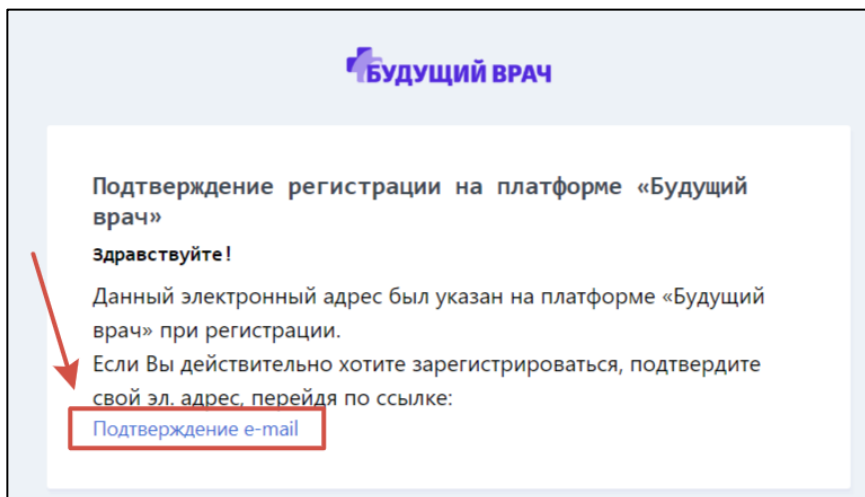 БУДУЩИЙ ВРАЧ
Подтверждение регистрации на платформе «Будущий
врач»
Здравствуйте!
Данный электронный адрес был указан на платформе «Будущий
врач» при регистрации.
Если Вы действительно хотите зарегистрироваться, подтвердите
свой эл. адрес, перейдя по ссылке:
Подтверждение e-mail